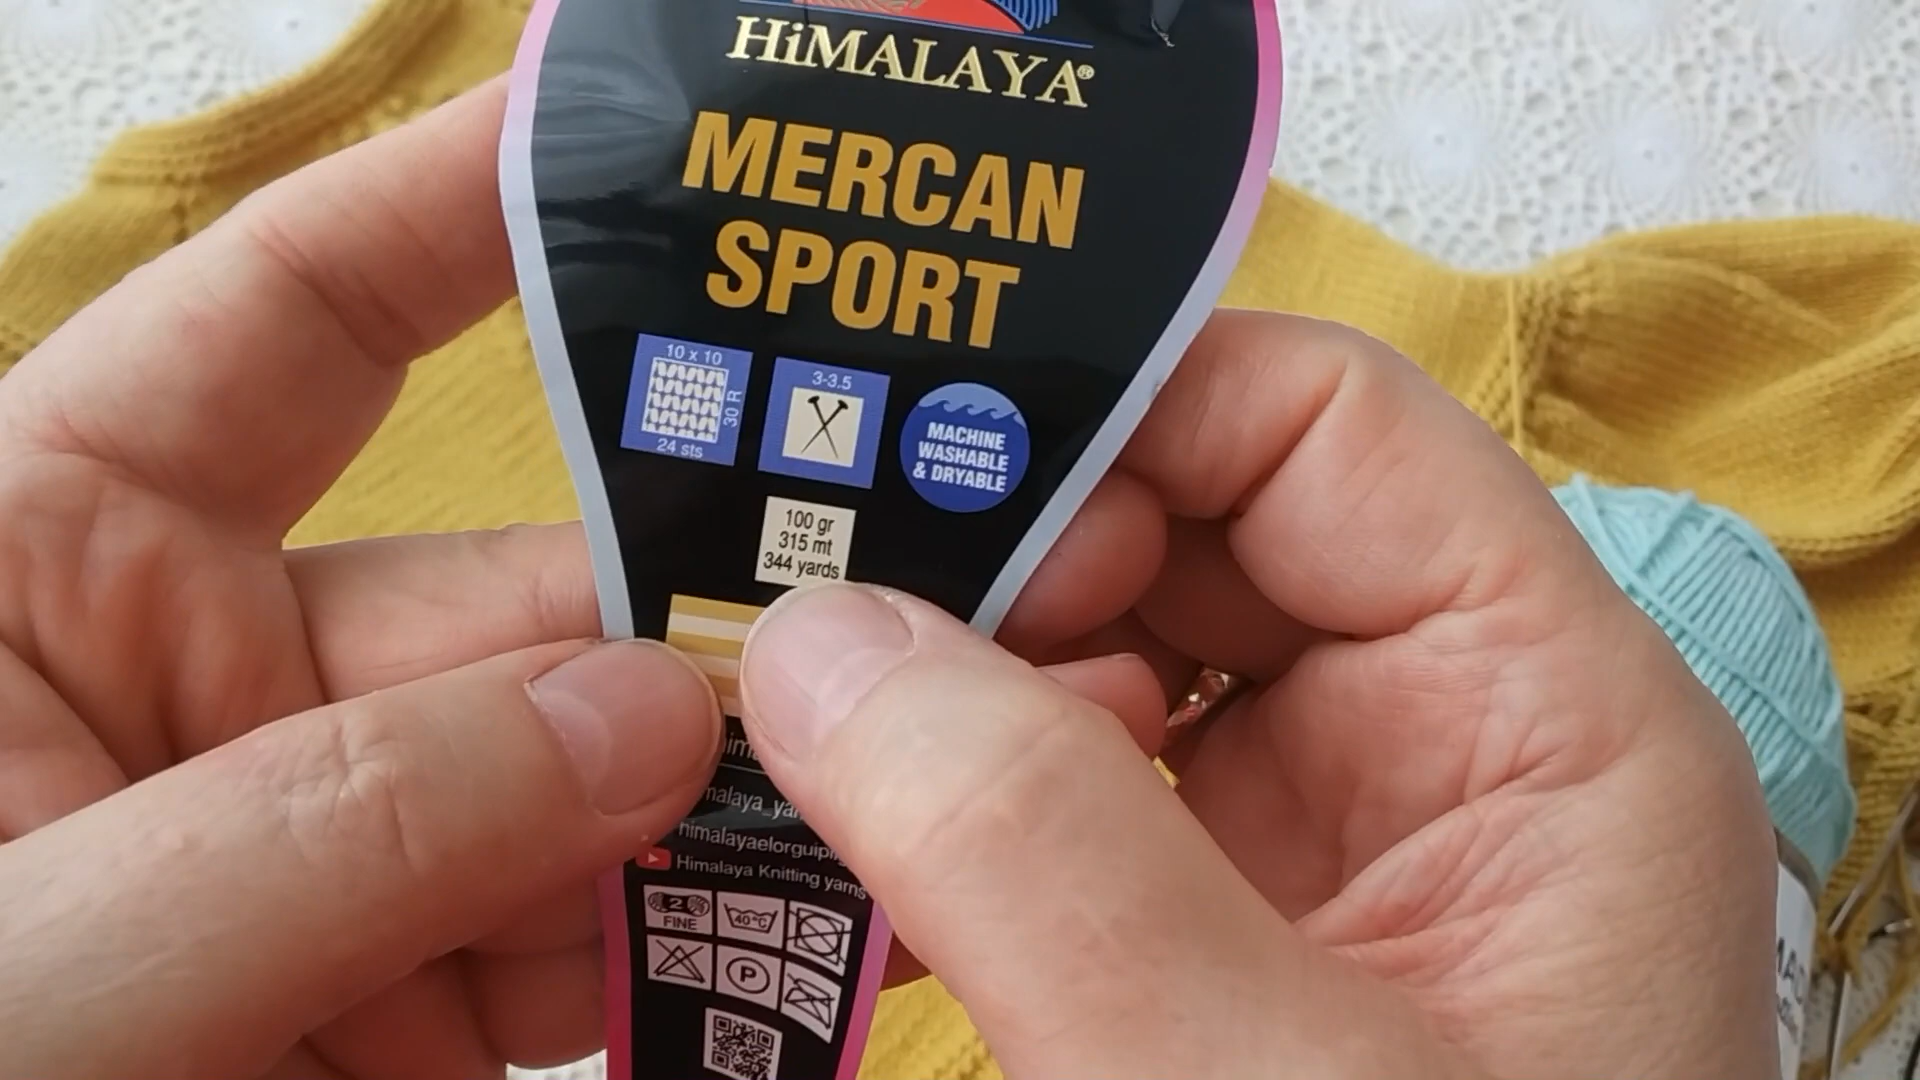 HiMALAYA®
MERCAN
SPORT
10 x 10
30 R
24 sts
3-3.5
MACHINE
WASHABLE
& DRYABLE
100 gr
315 mt
344 yards
Himalaya Knitting yarns
2
FINE
40°C
P